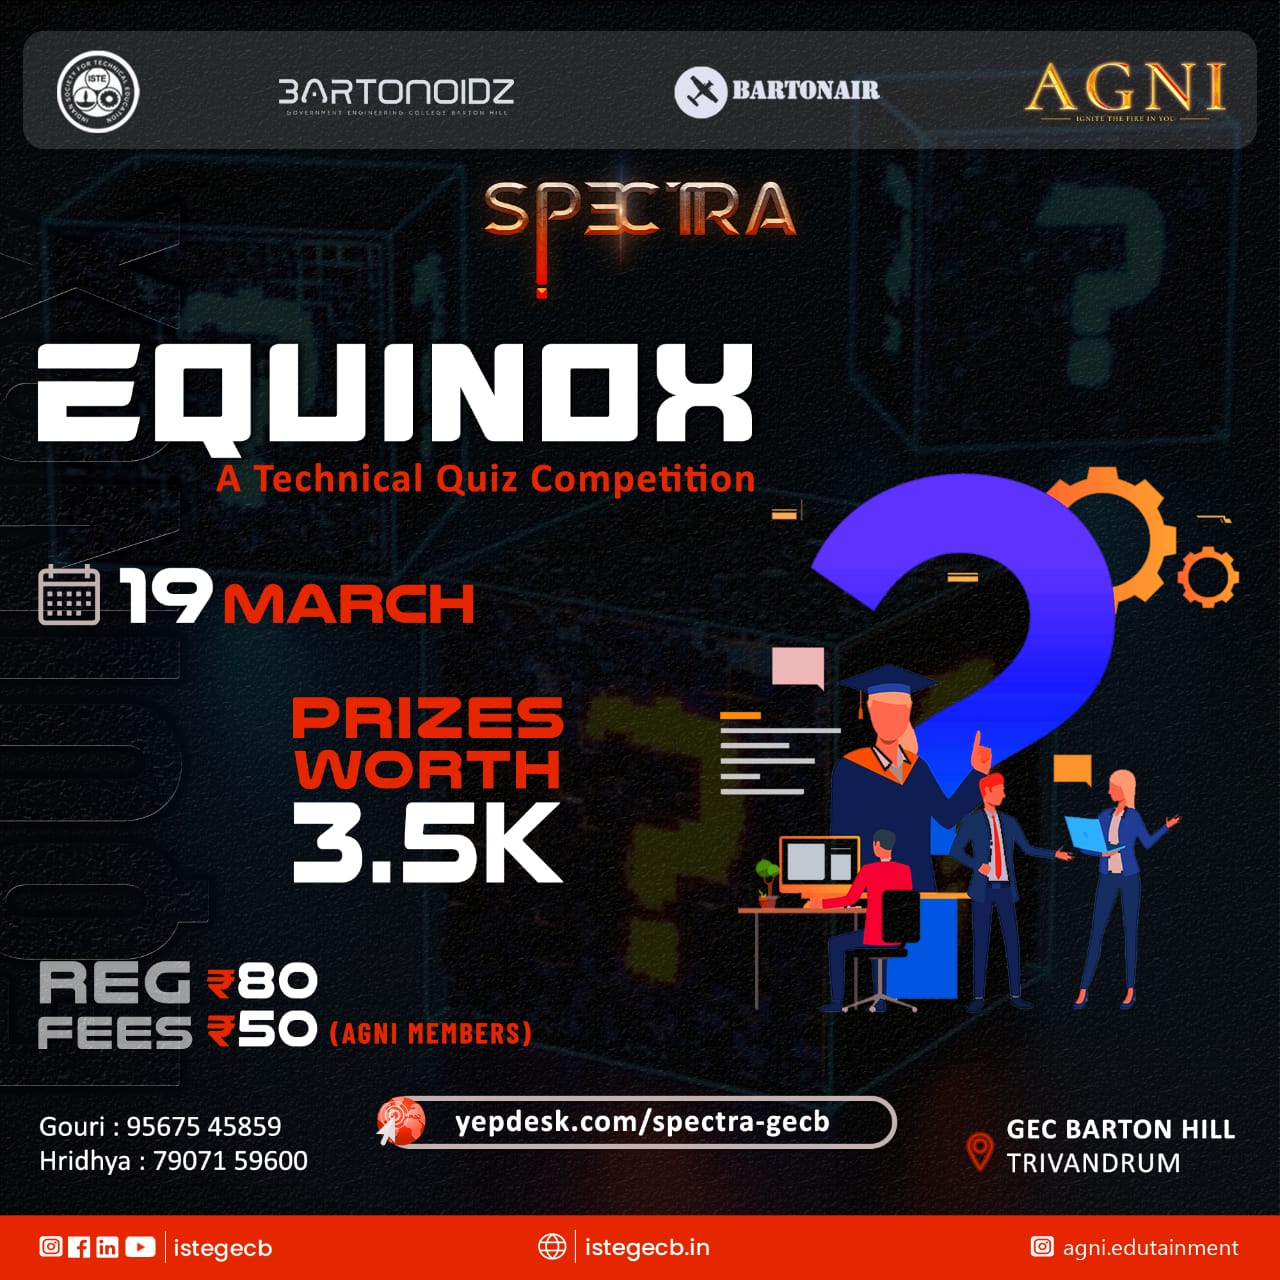 INDIAN SOCIETY FOR TECHNICAL EDUCATION
ISTE
BARTONOIDZ
GOVERNMENT ENGINEERING COLLEGE BARTON HILL
BARTONAIR
AGNI
IGNITE THE FIRE IN YOU
SPECTRA
EQUINOX
A Technical Quiz Competition
19 MARCH
PRIZES
WORTH
3.5K
REG ₹80
FEES ₹50 (AGNI MEMBERS)
Gouri : 95675 45859
Hridhya : 79071 59600
yepdesk.com/spectra-gecb
GEC BARTON HILL
TRIVANDRUM
istegecb
istegecb.in
agni.edutainment